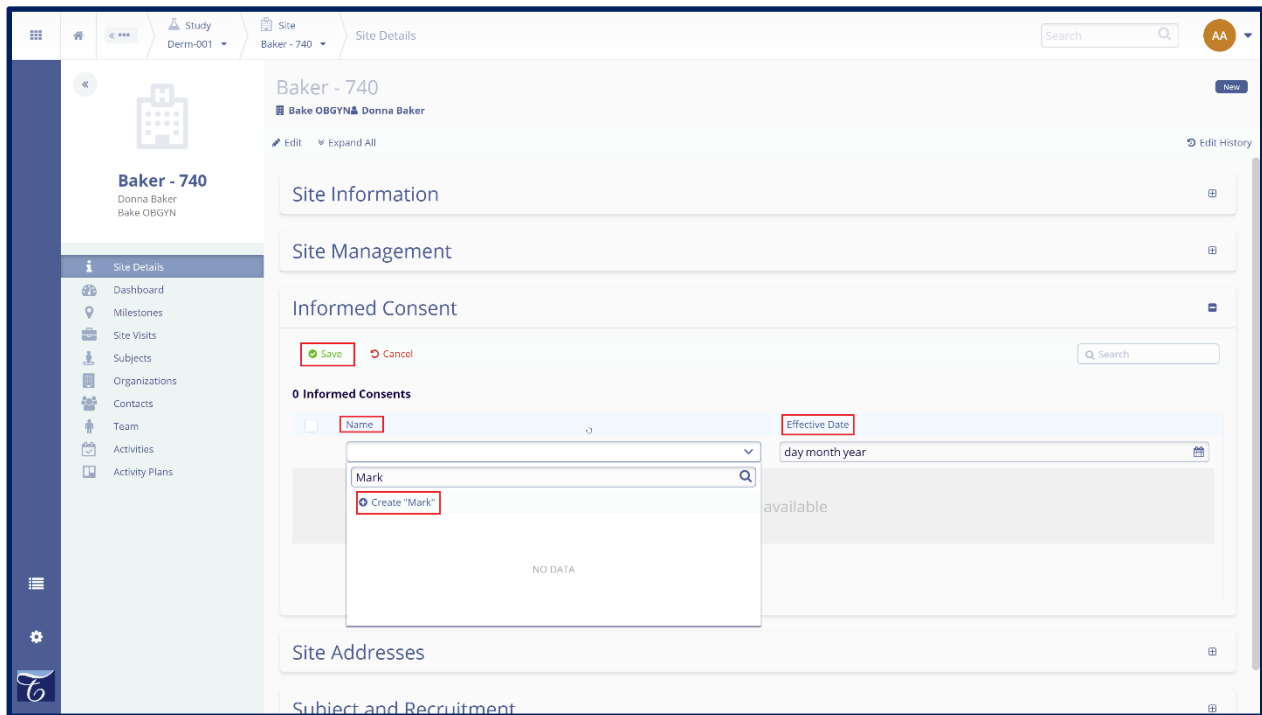 Study
Derm-001
Site
Baker - 740
Site Details
Search
AA
Baker - 740
Donna Baker
Bake OBGYN
Site Details
Dashboard
Milestones
Site Visits
Subjects
Organizations
Contacts
Team
Activities
Activity Plans
Baker - 740
New
Bake OBGYN Donna Baker
Edit Expand All
Edit History
Site Information
Site Management
Informed Consent
Save Cancel
Search
0 Informed Consents
Name Effective Date
day month year
Mark
Create "Mark"
available
NO DATA
Site Addresses
Subject and Recruitment